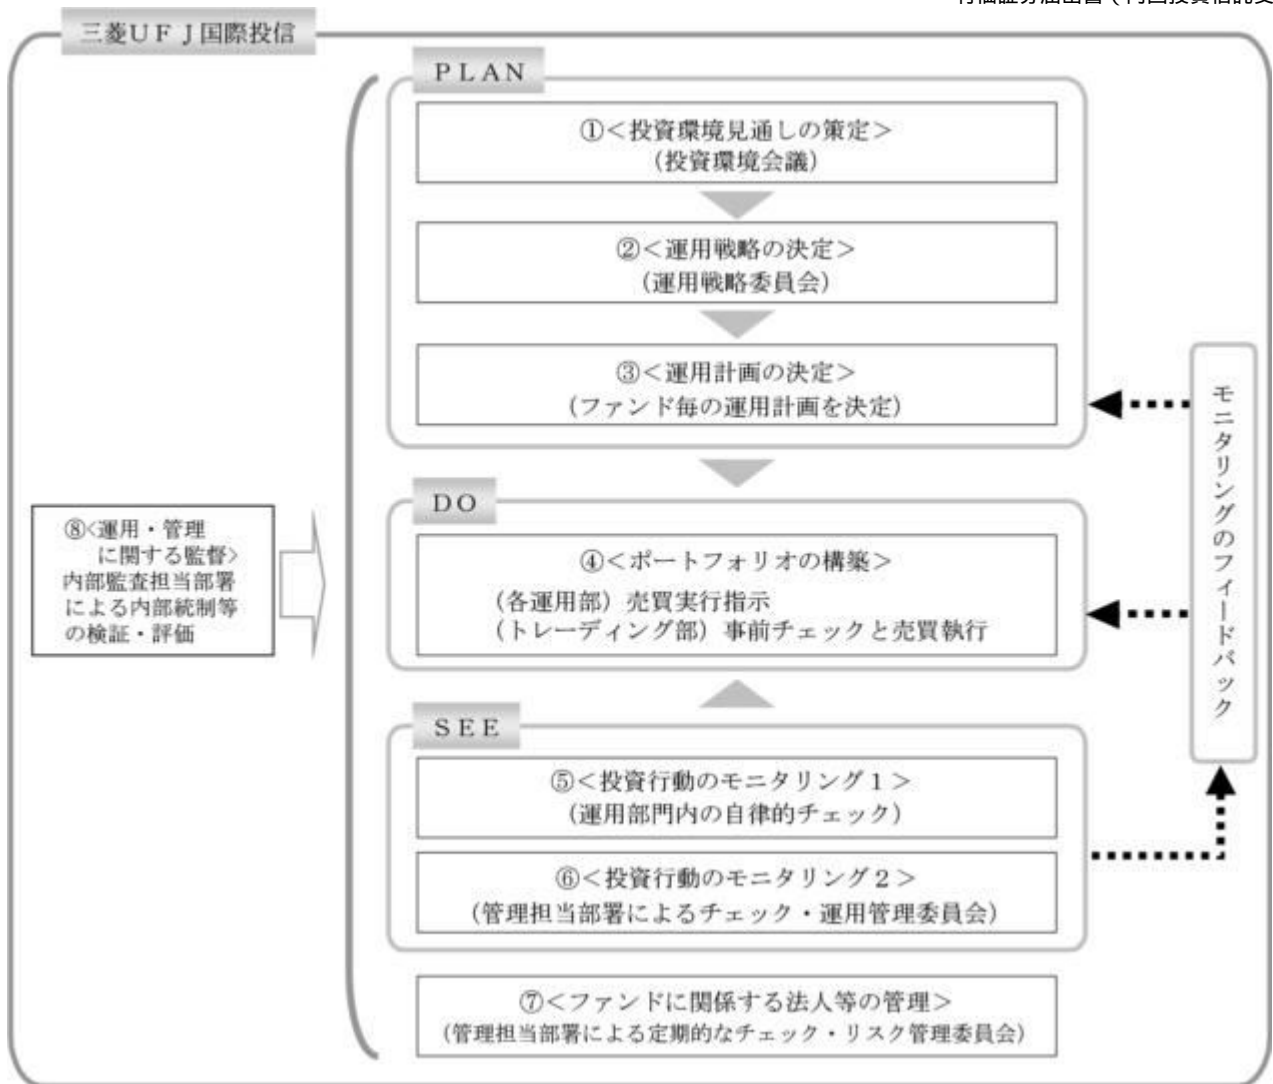 三菱ＵＦＪ国際投信
ＰＬＡＮ
①＜投資環境見通しの策定＞
（投資環境会議）
②＜運用戦略の決定＞
（運用戦略委員会）
③＜運用計画の決定＞
（ファンド毎の運用計画を決定）
ＤＯ
④＜ポートフォリオの構築＞
（各運用部）売買実行指示
（トレーディング部）事前チェックと売買執行
ＳＥＥ
⑤＜投資行動のモニタリング１＞
（運用部門内の自律的チェック）
⑥＜投資行動のモニタリング２＞
（管理担当部署によるチェック・運用管理委員会）
⑦＜ファンドに関係する法人等の管理＞
（管理担当部署による定期的なチェック・リスク管理委員会）
⑧<運用・管理
に関する監督>
内部監査担当部署
による内部統制等
の検証・評価
モニタリングのフィードバック